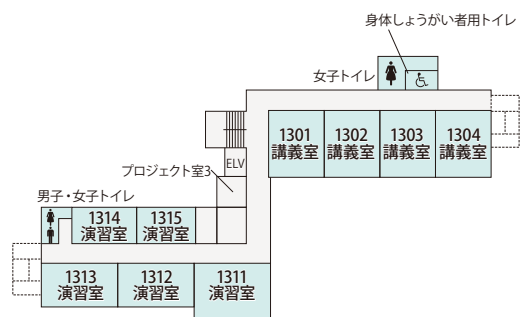 身体しょうがい者用トイレ
女子トイレ
1301
講義室
1302
講義室
1303
講義室
1304
講義室
ELV
プロジェクト室3
男子・女子トイレ
1314
演習室
1315
演習室
1313
演習室
1312
演習室
1311
演習室